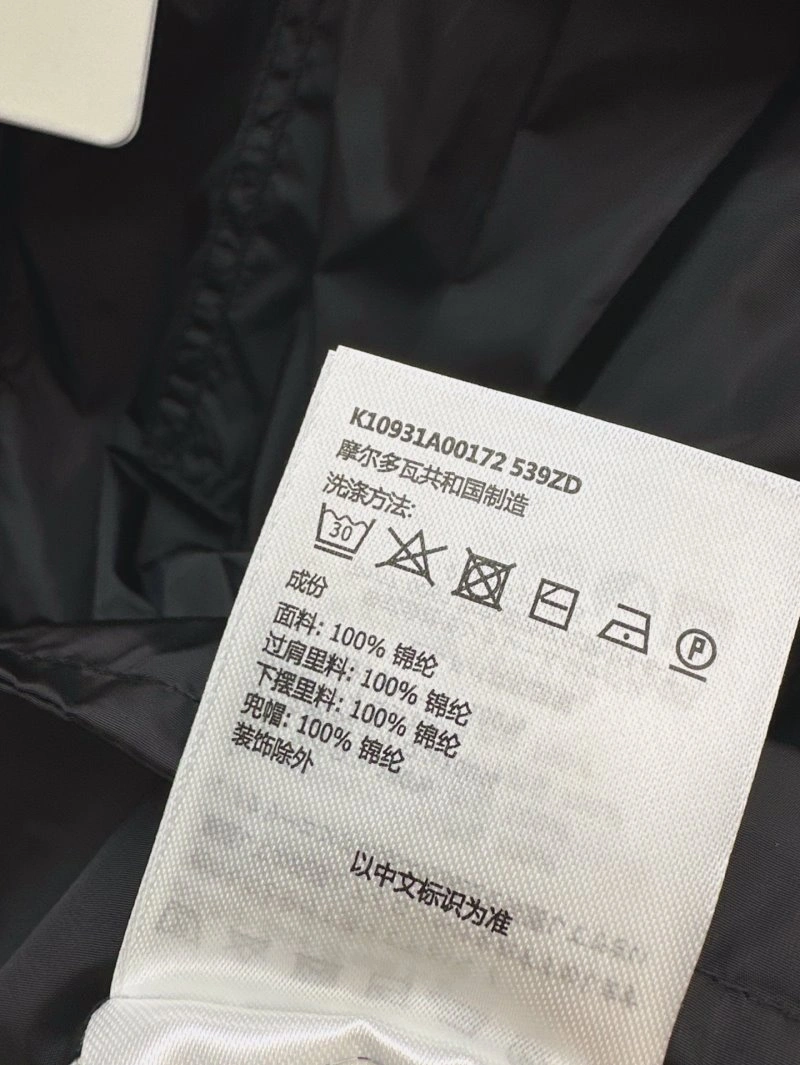 K10931A00172 539ZD
摩尔多瓦共和国制造
洗涤方法:
30
P
成份
面料: 100% 锦纶
过肩里料: 100% 锦纶
下摆里料: 100% 锦纶
兜帽: 100% 锦纶
装饰除外
以中文标识为准